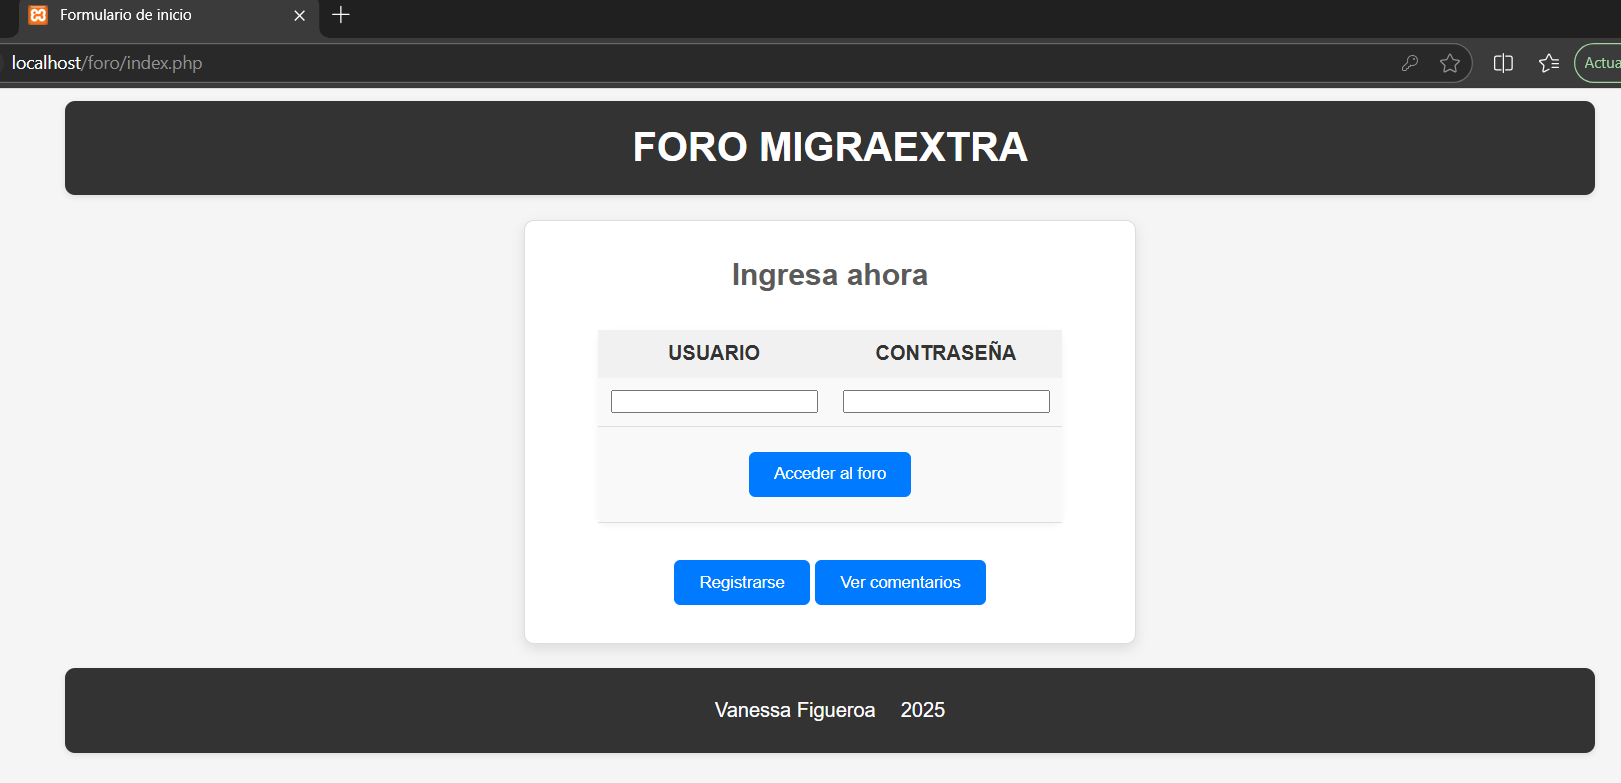 Formulario de inicio
localhost/foro/index.php
Actua
FORO MIGRAEXTRA
Ingresa ahora
USUARIO CONTRASEÑA
Acceder al foro
Registrarse Ver comentarios
Vanessa Figueroa 2025